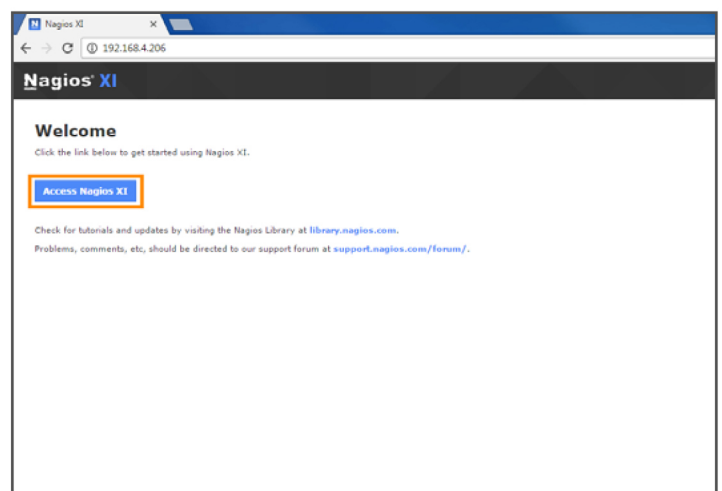 Nagios XI
192.168.4.206
Nagios® XI
Welcome
Click the link below to get started using Nagios XI.
Access Nagios XI
Check for tutorials and updates by visiting the Nagios Library at library.nagios.com.
Problems, comments, etc, should be directed to our support forum at support.nagios.com/forum/.